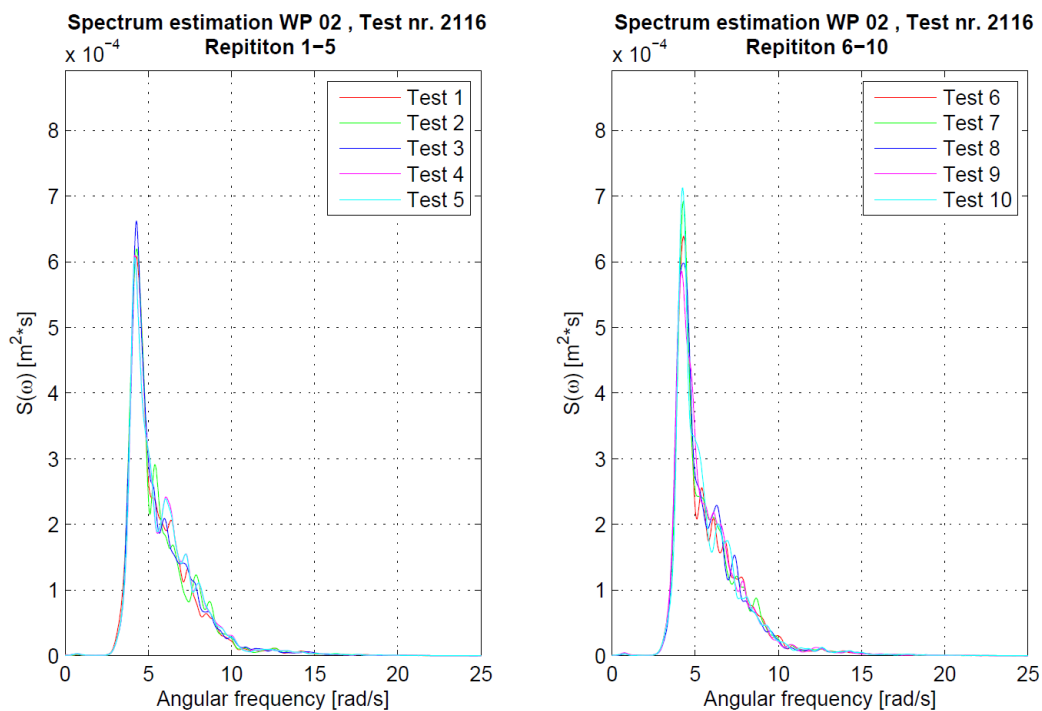 Spectrum estimation WP 02 , Test nr. 2116
Repititon 1−5
x 10⁻⁴
8
7
6
5
4
3
2
1
0
S(ω) [m²*s]
0 5 10 15 20 25
Angular frequency [rad/s]
Test 1
Test 2
Test 3
Test 4
Test 5
Spectrum estimation WP 02 , Test nr. 2116
Repititon 6−10
x 10⁻⁴
8
7
6
5
4
3
2
1
0
S(ω) [m²*s]
0 5 10 15 20 25
Angular frequency [rad/s]
Test 6
Test 7
Test 8
Test 9
Test 10